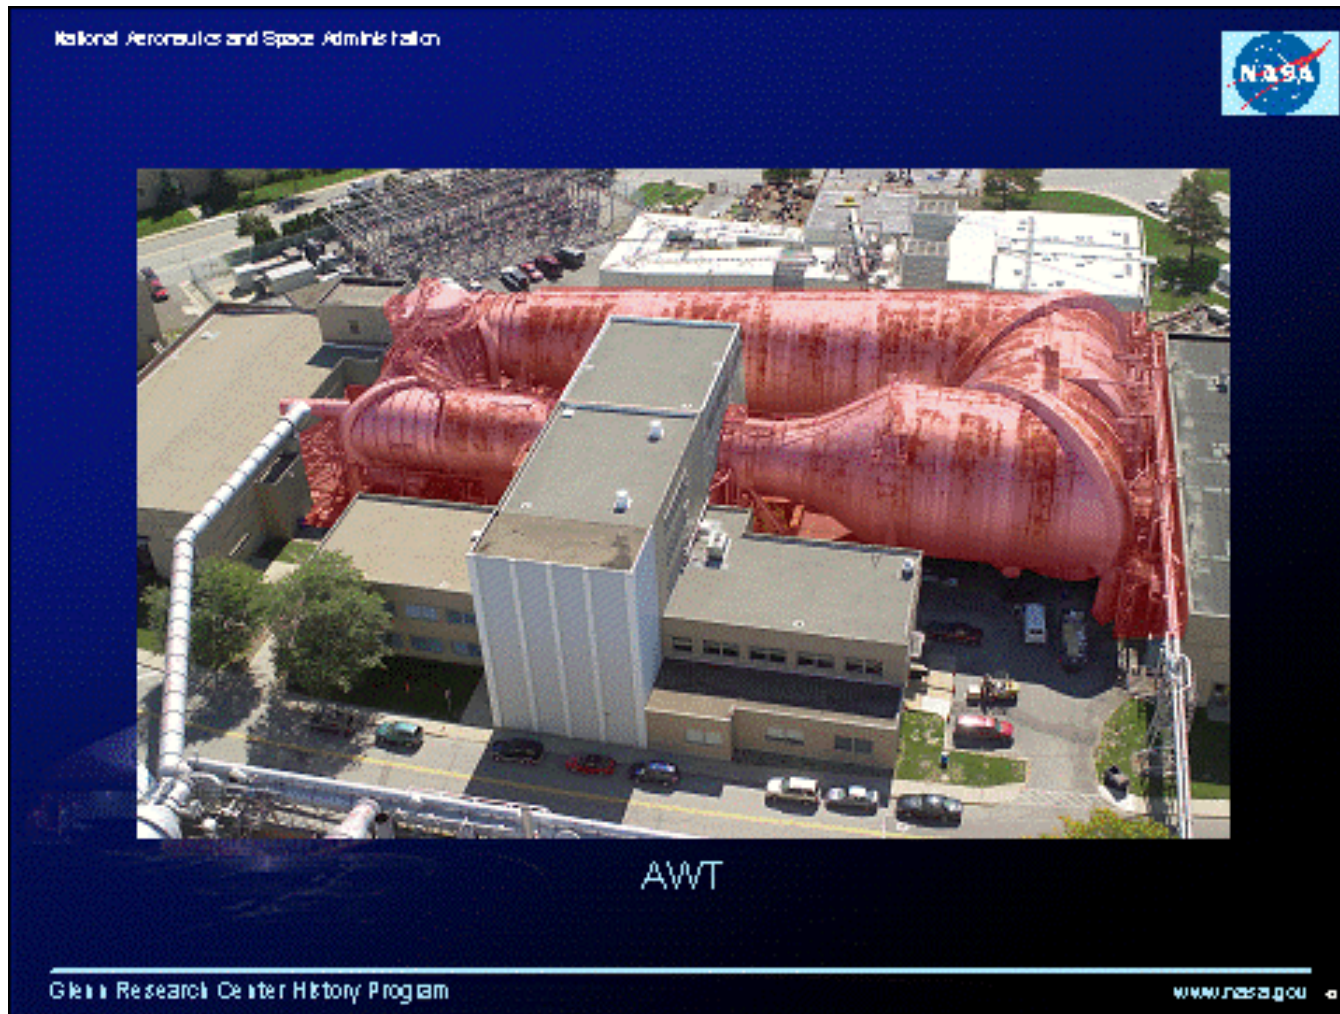 National Aeronautics and Space Administration
NASA
AWT
Glenn Research Center History Program
www.nasa.gov